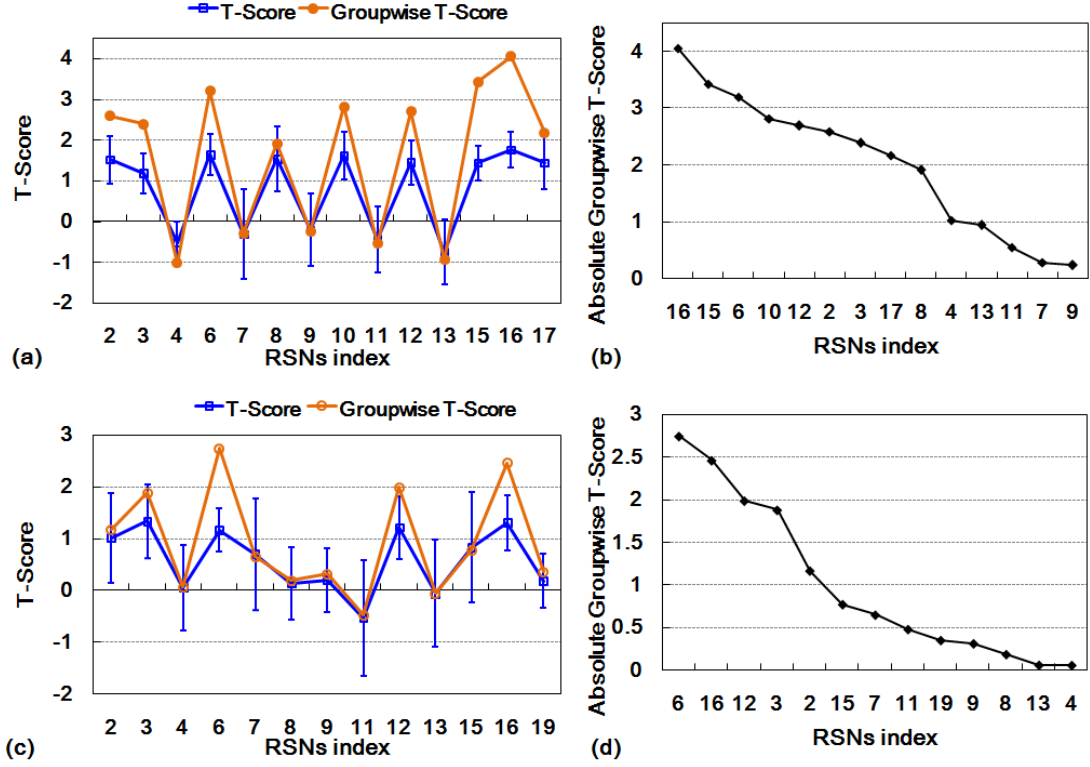 T-Score Groupwise T-Score
T-Score
4
3
2
1
0
-1
-2
2 3 4 6 7 8 9 10 11 12 13 15 16 17
RSNs index
(a)
Absolute Groupwise T-Score
4
3
2
1
0
16 15 6 10 12 2 3 17 8 4 13 11 7 9
RSNs index
(b)
T-Score Groupwise T-Score
T-Score
3
2
1
0
-1
-2
2 3 4 6 7 8 9 11 12 13 15 16 19
RSNs index
(c)
Absolute Groupwise T-Score
3
2.5
2
1.5
1
0.5
0
6 16 12 3 2 15 7 11 19 9 8 13 4
RSNs index
(d)